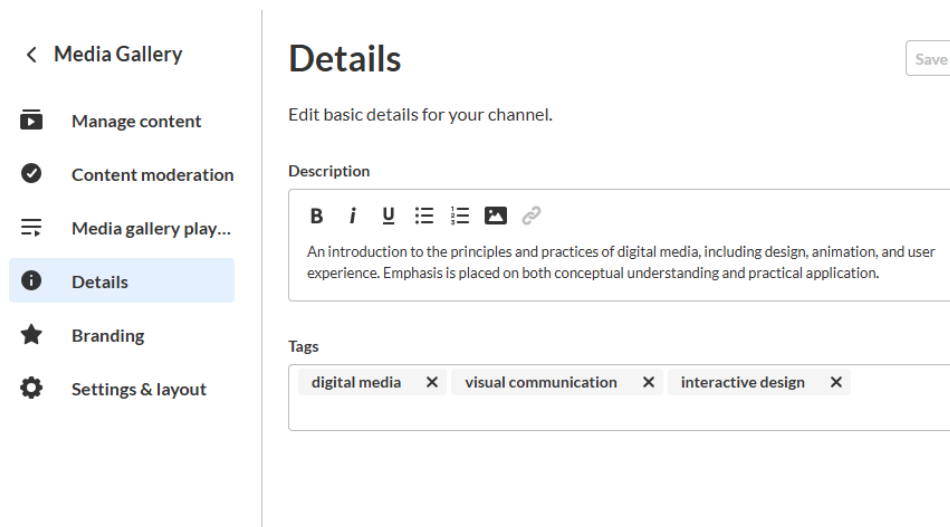 Media Gallery
Manage content
Content moderation
Media gallery play...
Details
Branding
Settings & layout
Details
Save
Edit basic details for your channel.
Description
B i U
An introduction to the principles and practices of digital media, including design, animation, and user
experience. Emphasis is placed on both conceptual understanding and practical application.
Tags
digital media × visual communication × interactive design ×